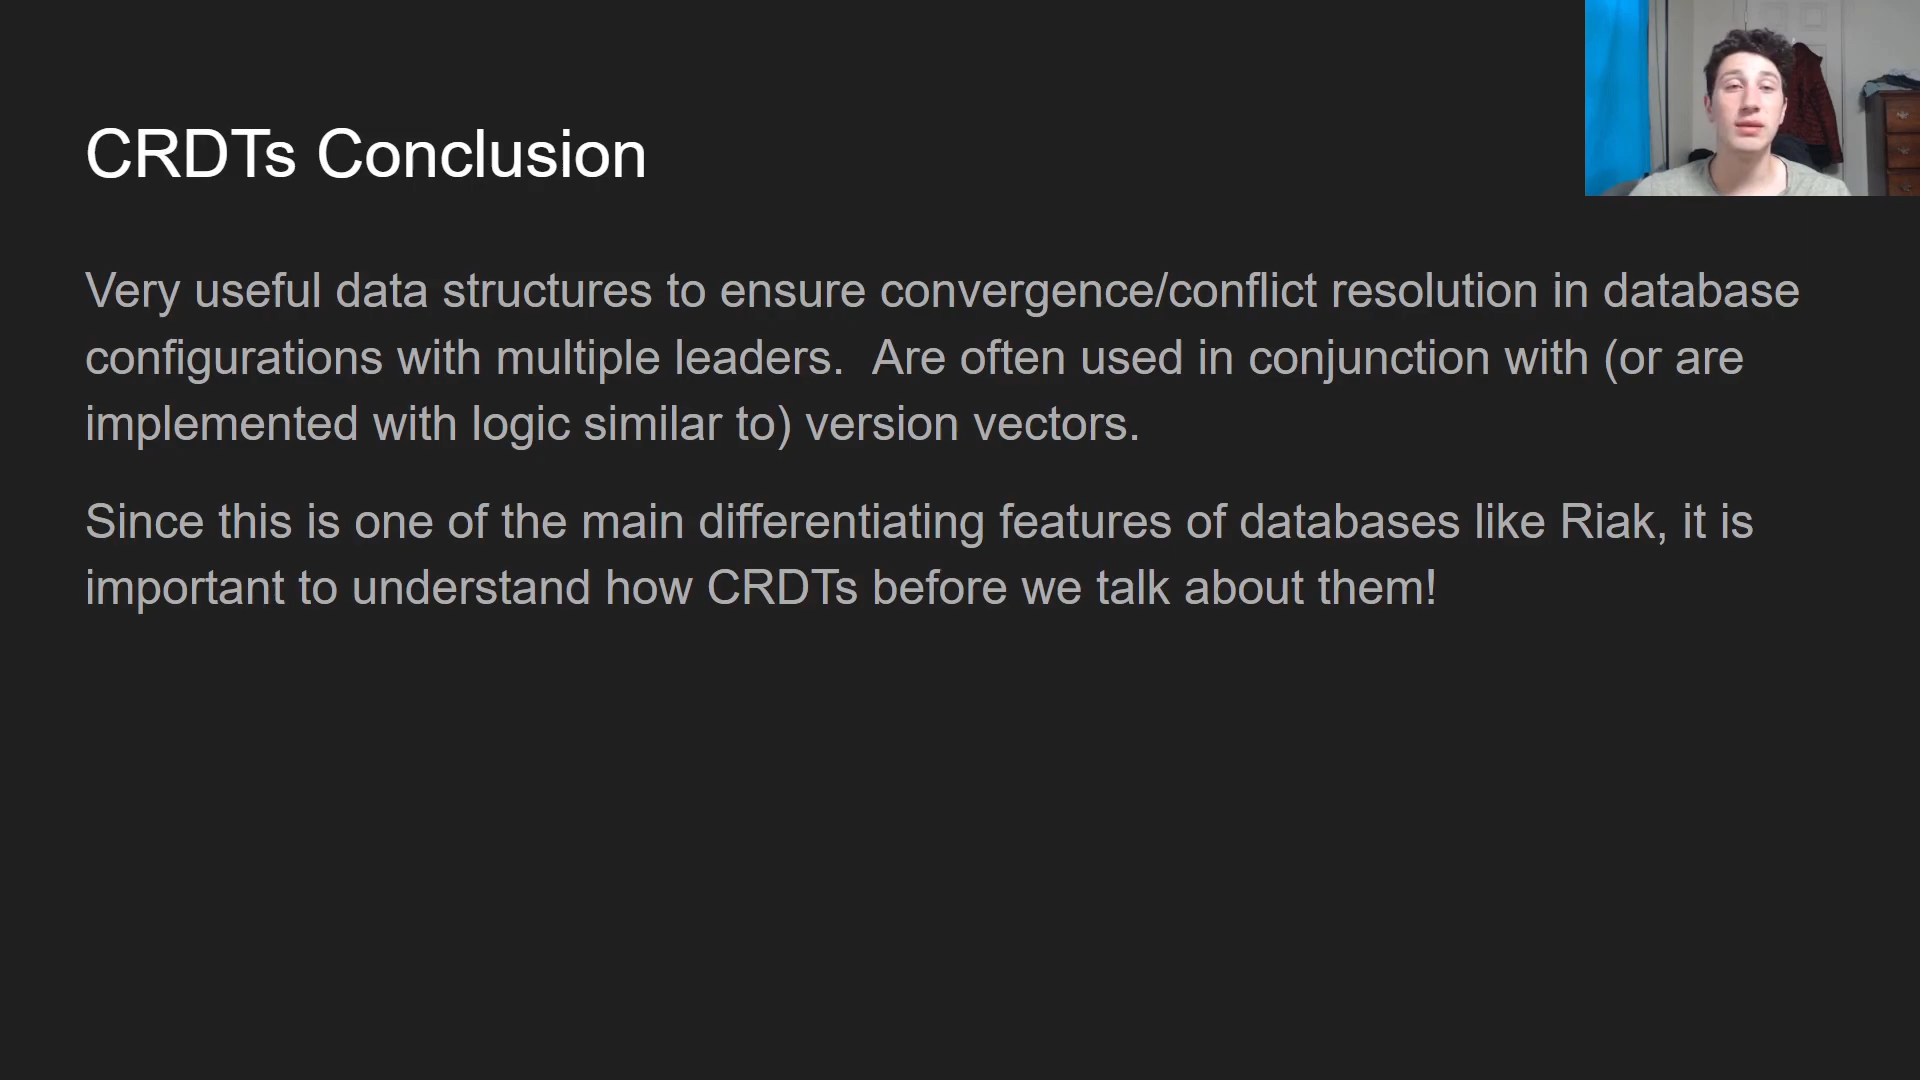 CRDTs Conclusion
Very useful data structures to ensure convergence/conflict resolution in database
configurations with multiple leaders.  Are often used in conjunction with (or are
implemented with logic similar to) version vectors.
Since this is one of the main differentiating features of databases like Riak, it is
important to understand how CRDTs before we talk about them!